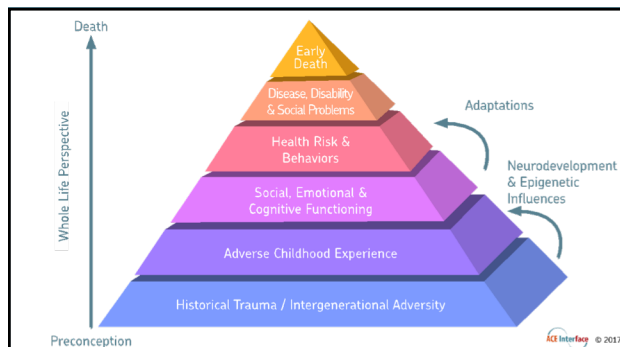 Death
Early
Death
Disease, Disability
& Social Problems
Adaptations
Health Risk &
Behaviors
Neurodevelopment
& Epigenetic
Influences
Whole Life Perspective
Social, Emotional &
Cognitive Functioning
Adverse Childhood Experience
Historical Trauma / Intergenerational Adversity
Preconception
ACE Interface © 2017